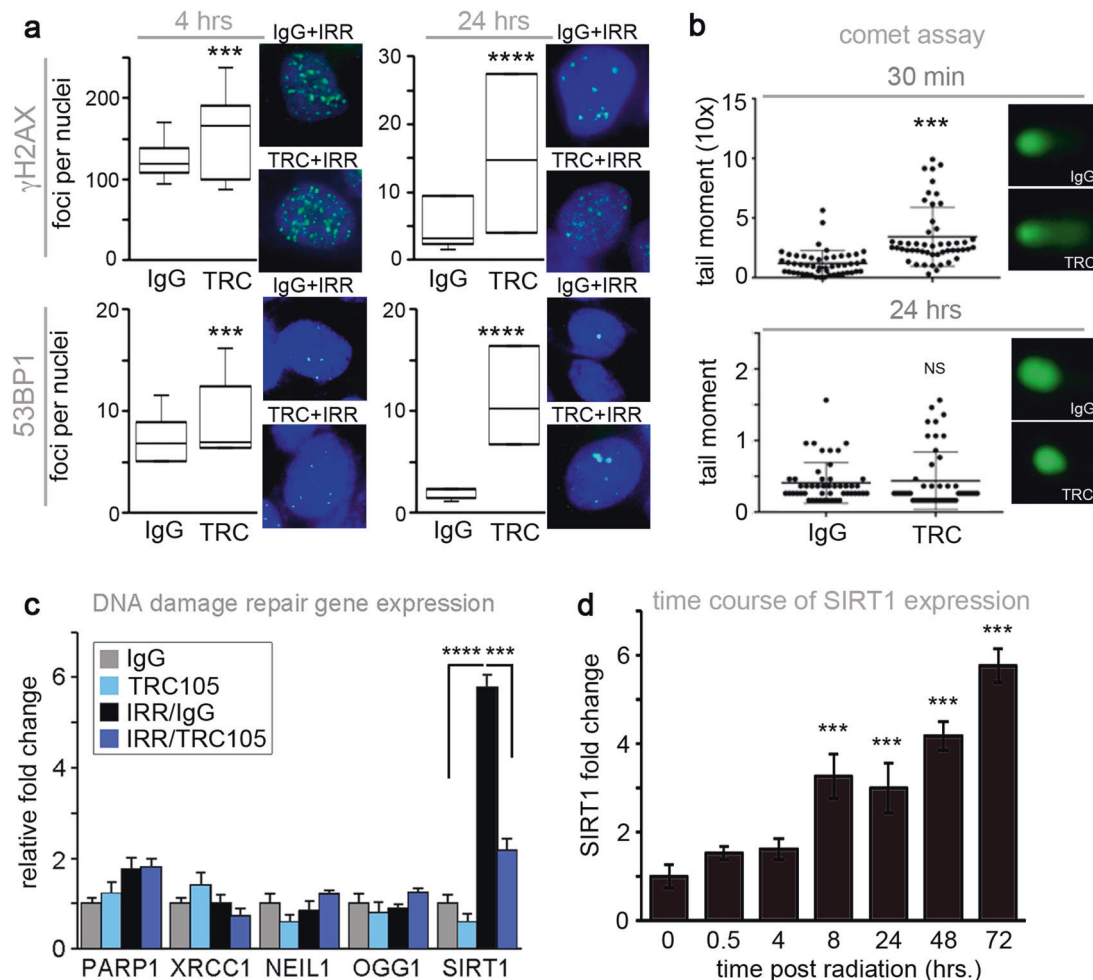 a
4 hrs
24 hrs
γH2AX
foci per nuclei
200
150
100
50
0
***
IgG
TRC
IgG+IRR
TRC+IRR
30
20
10
0
****
IgG
TRC
IgG+IRR
TRC+IRR
53BP1
foci per nuclei
20
10
0
***
IgG
TRC
IgG+IRR
TRC+IRR
20
10
0
****
IgG
TRC
IgG+IRR
TRC+IRR
b
comet assay
30 min
tail moment (10x)
15
10
5
0
***
IgG
TRC
24 hrs
tail moment
2
1
0
NS
IgG
TRC
IgG
TRC
c
DNA damage repair gene expression
relative fold change
6
4
2
0
IgG
TRC105
IRR/IgG
IRR/TRC105
**** ***
PARP1 XRCC1 NEIL1 OGG1 SIRT1
d
time course of SIRT1 expression
SIRT1 fold change
6
4
2
0
***
***
***
***
0 0.5 4 8 24 48 72
time post radiation (hrs.)